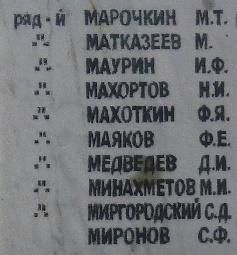 ряд-й МАРОЧКИН М.Т.
-"- МАТКАЗЕЕВ М.
-"- МАУРИН И.Ф.
-"- МАХОРТОВ Н.И.
-"- МАХОТКИН Ф.Я.
-"- МАЯКОВ Ф.Е.
-"- МЕДВЕДЕВ Д.И.
-"- МИНАХМЕТОВ М.И.
-"- МИРГОРОДСКИЙ С.Д.
МИРОНОВ С.Ф.